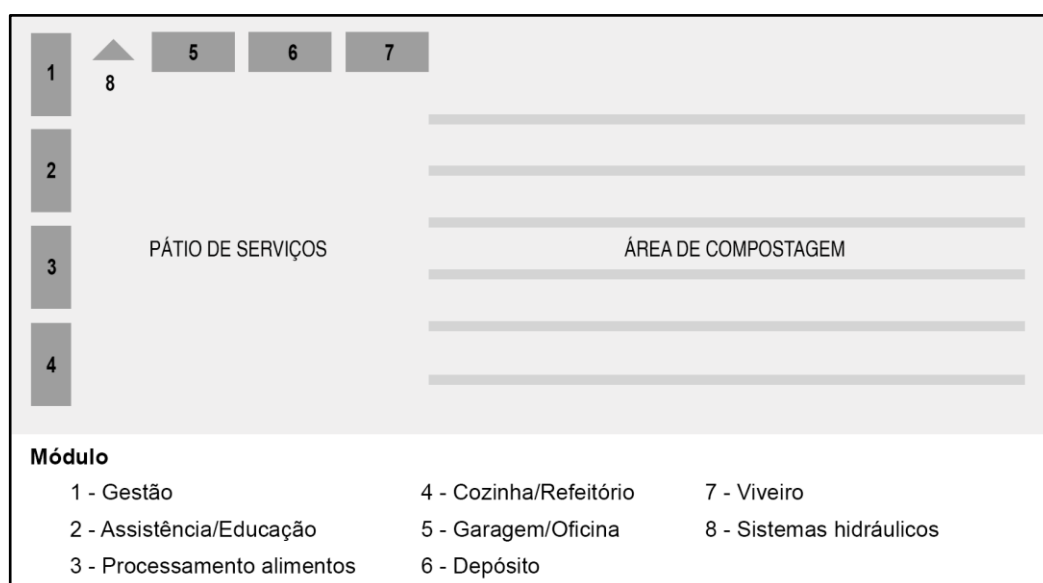 1
5
6
7
8
2
PÁTIO DE SERVIÇOS
ÁREA DE COMPOSTAGEM
3
4
Módulo
1 - Gestão
4 - Cozinha/Refeitório
7 - Viveiro
2 - Assistência/Educação
5 - Garagem/Oficina
8 - Sistemas hidráulicos
3 - Processamento alimentos
6 - Depósito